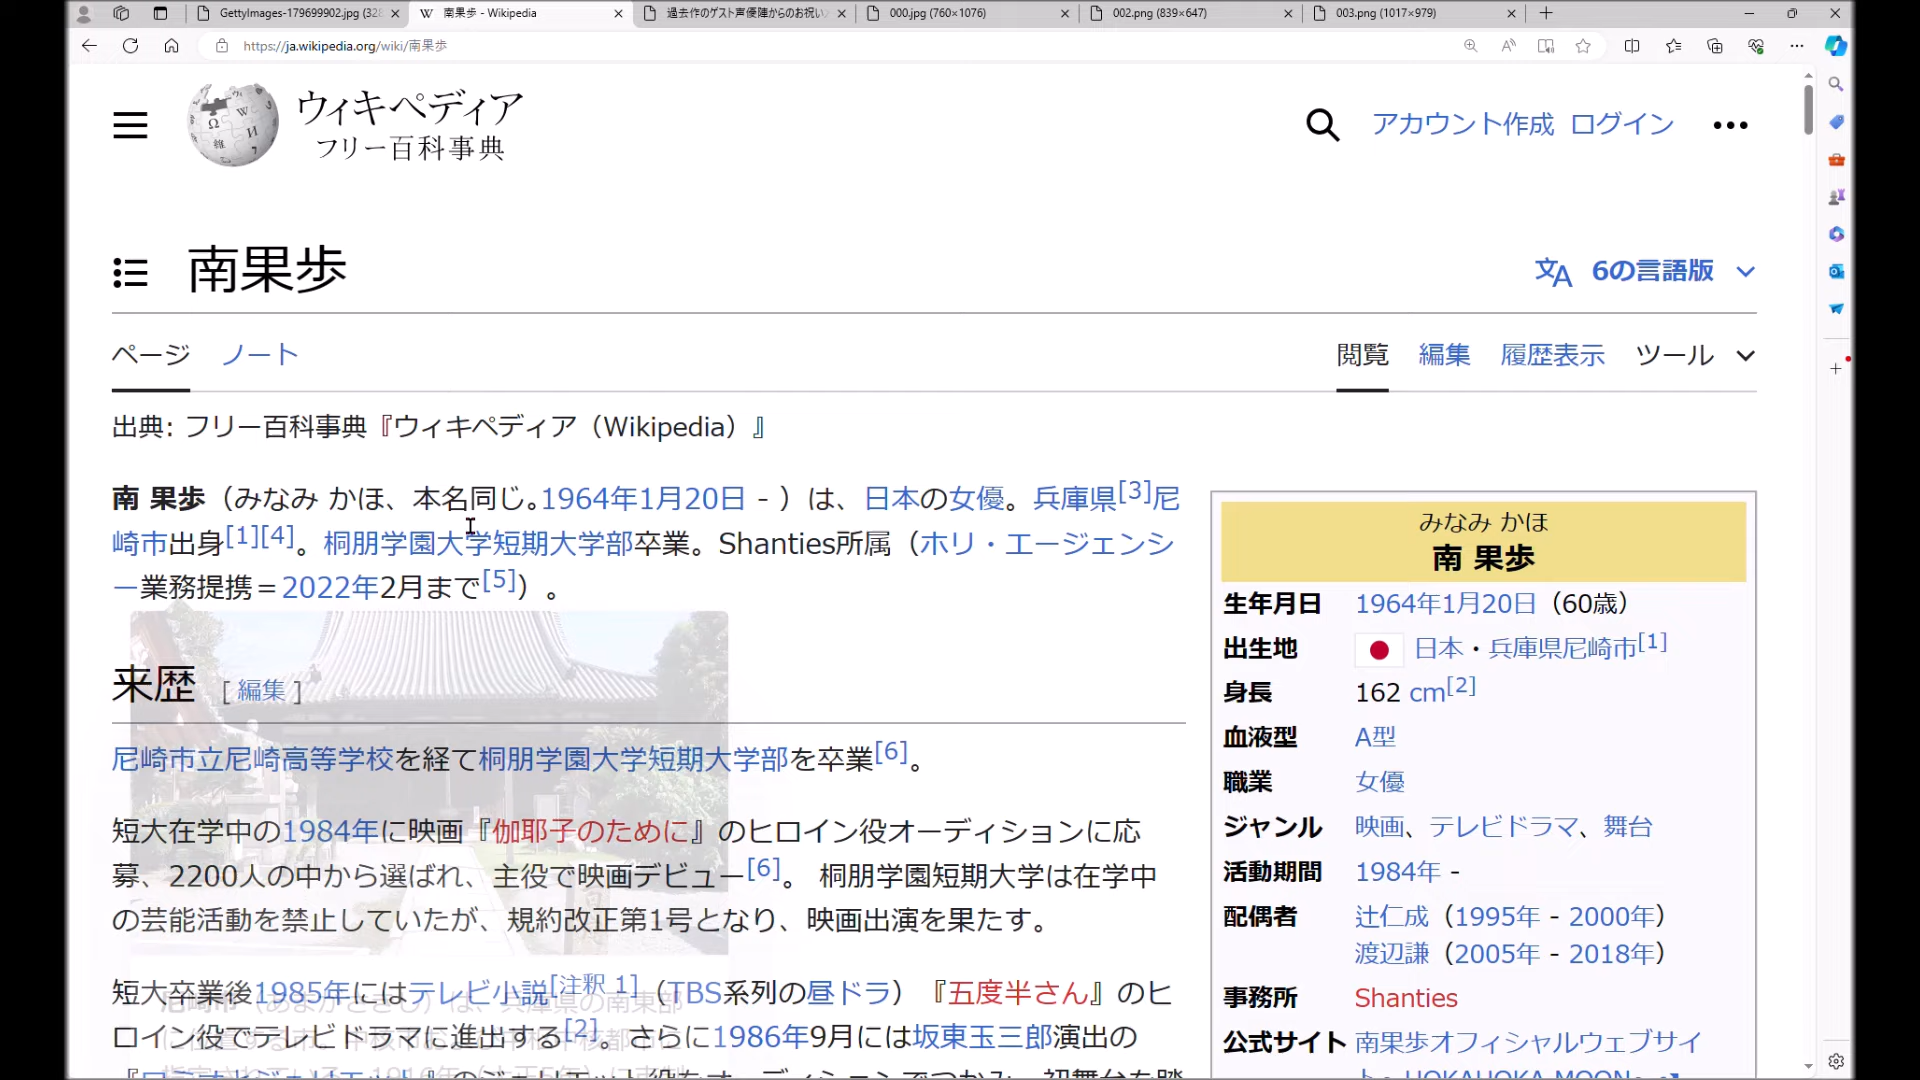 GettyImages-179699902.jpg (32
南果歩 - Wikipedia
過去作のゲスト声優陣からのお祝い
000.jpg (760×1076)
002.png (839×647)
003.png (1017×979)
https://ja.wikipedia.org/wiki/南果歩
ウィキペディア
フリー百科事典
アカウント作成 ログイン
南果歩
6の言語版
ページ ノート
閲覧 編集 履歴表示 ツール
出典: フリー百科事典『ウィキペディア（Wikipedia）』
南 果歩（みなみ かほ、本名同じ。1964年1月20日 - ）は、日本の女優。兵庫県[3]尼
崎市出身[1][4]。桐朋学園大学短期大学部卒業。Shanties所属（ホリ・エージェンシ
ー業務提携＝2022年2月まで[5]）。
来歴 [編集]
尼崎市立尼崎高等学校を経て桐朋学園大学短期大学部を卒業[6]。
短大在学中の1984年に映画『伽耶子のために』のヒロイン役オーディションに応
募、2200人の中から選ばれ、主役で映画デビュー[6]。 桐朋学園短期大学は在学中
の芸能活動を禁止していたが、規約改正第1号となり、映画出演を果たす。
短大卒業後1985年にはテレビ小説[注釈 1]（TBS系列の昼ドラ）『五度半さん』のヒ
ロイン役でテレビドラマに進出する[2]。さらに1986年9月には坂東玉三郎演出の
みなみ かほ
南 果歩
生年月日 1964年1月20日（60歳）
出生地 日本・兵庫県尼崎市[1]
身長 162 cm[2]
血液型 A型
職業 女優
ジャンル 映画、テレビドラマ、舞台
活動期間 1984年 -
配偶者 辻仁成（1995年 - 2000年）
渡辺謙（2005年 - 2018年）
事務所 Shanties
公式サイト 南果歩オフィシャルウェブサイ